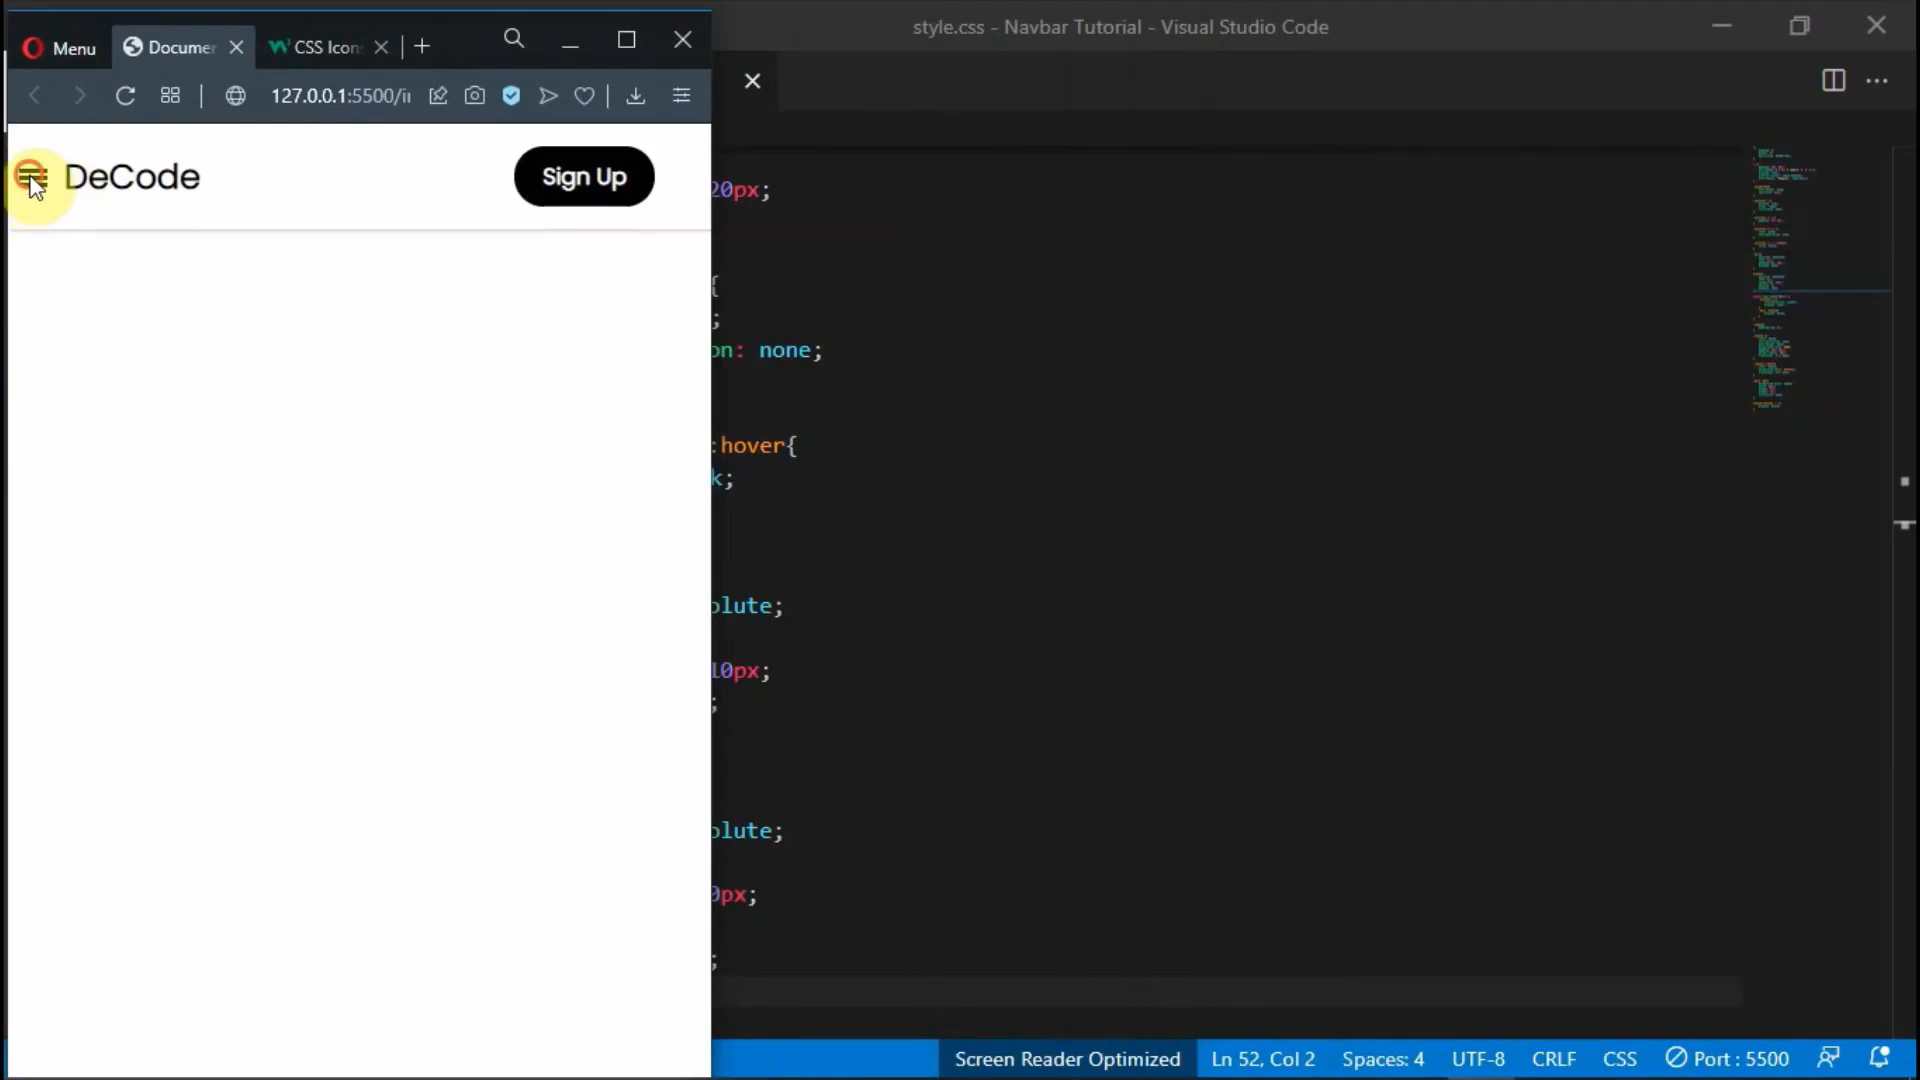 style.css - Navbar Tutorial - Visual Studio Code
Menu
Documen
CSS Icon
127.0.0.1:5500/i
DeCode
Sign Up
20px;
{
;
on: none;
:hover{
k;
olute;
10px;
;
olute;
0px;
;
Screen Reader Optimized
Ln 52, Col 2
Spaces: 4
UTF-8
CRLF
CSS
Port : 5500